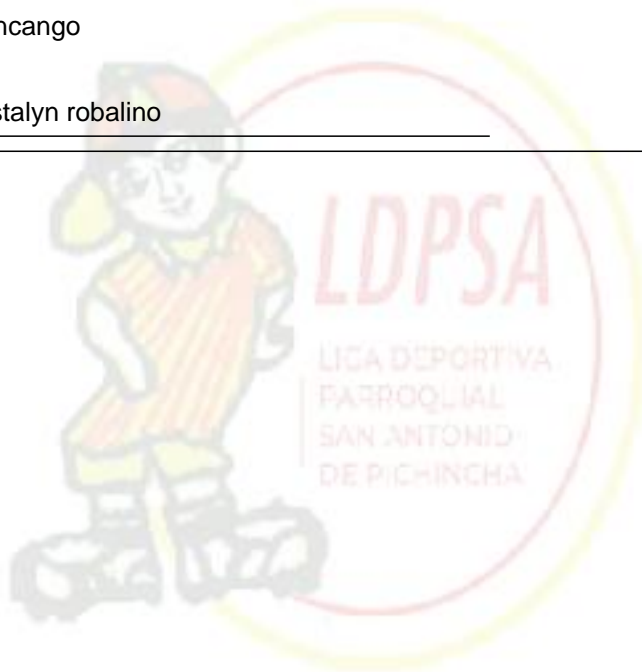 ncango
stalyn robalino
LDPSA
LIGA DEPORTIVA
PARROQUIAL
SAN ANTONIO
DE PICHINCHA